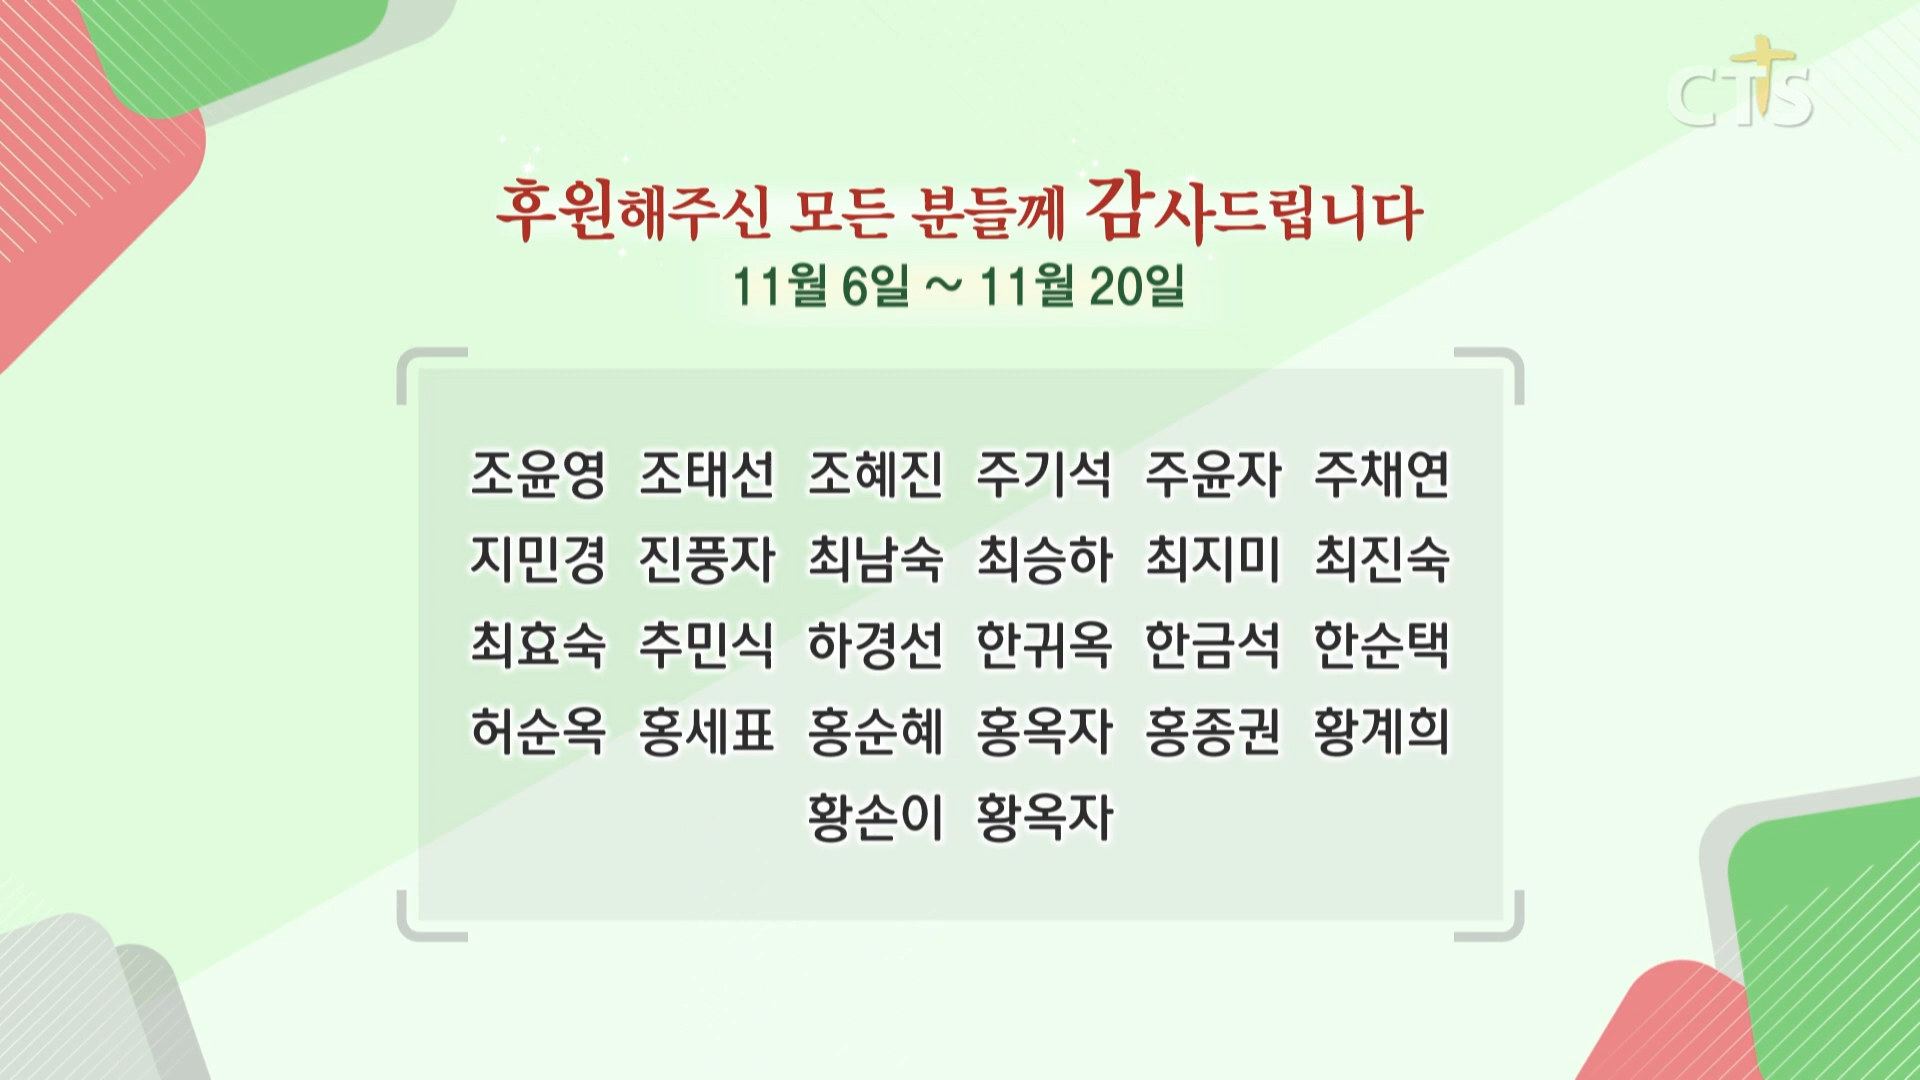 CTS
후원해주신 모든 분들께 감사드립니다
11월 6일 ~ 11월 20일
조윤영 조태선 조혜진 주기석 주윤자 주채연
지민경 진풍자 최남숙 최승하 최지미 최진숙
최효숙 추민식 하경선 한귀옥 한금석 한순택
허순옥 홍세표 홍순혜 홍옥자 홍종권 황계희
황손이 황옥자